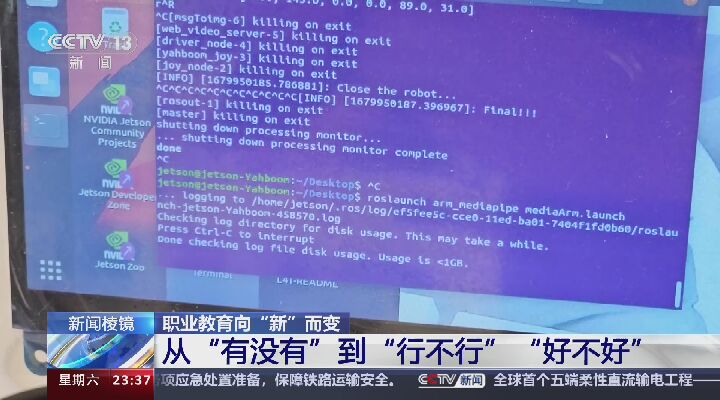 CCTV 13
新闻
143.0, 0.0, 0.0, 89.0, 31.0]
^C[msgToimg-6] killing on exit
[web_video_server-5] killing on exit
[driver_node-4] killing on exit
[yahboom_joy-3] killing on exit
[joy_node-2] killing on exit
[INFO] [1679950185.786881]: Close the robot...
[INFO] [1679950187.396967]: Final!!!
[rosout-1] killing on exit
[master] killing on exit
shutting down processing monitor...
... shutting down processing monitor complete
done
^C
jetson@jetson-Yahboom:~/Desktop$ ^C
jetson@jetson-Yahboom:~/Desktop$ roslaunch arm_mediapipe mediaArm.launch
... logging to /home/jetson/.ros/log/ef5fee5c-cce0-11ed-ba01-7404f1fd0b60/roslau
nch-jetson-Yahboom-458570.log
Checking log directory for disk usage. This may take a while.
Press Ctrl-C to interrupt
Done checking log file disk usage. Usage is <1GB.
NVIDIA Jetson
Community
Projects
Jetson Develope
Zone
Jetson Zoo
Terminal
L4T-README
新闻棱镜
职业教育向“新”而变
从“有没有”到“行不行”“好不好”
星期六 23:37 项应急处置准备，保障铁路运输安全。 CCTV 新闻 全球首个五端柔性直流输电工程